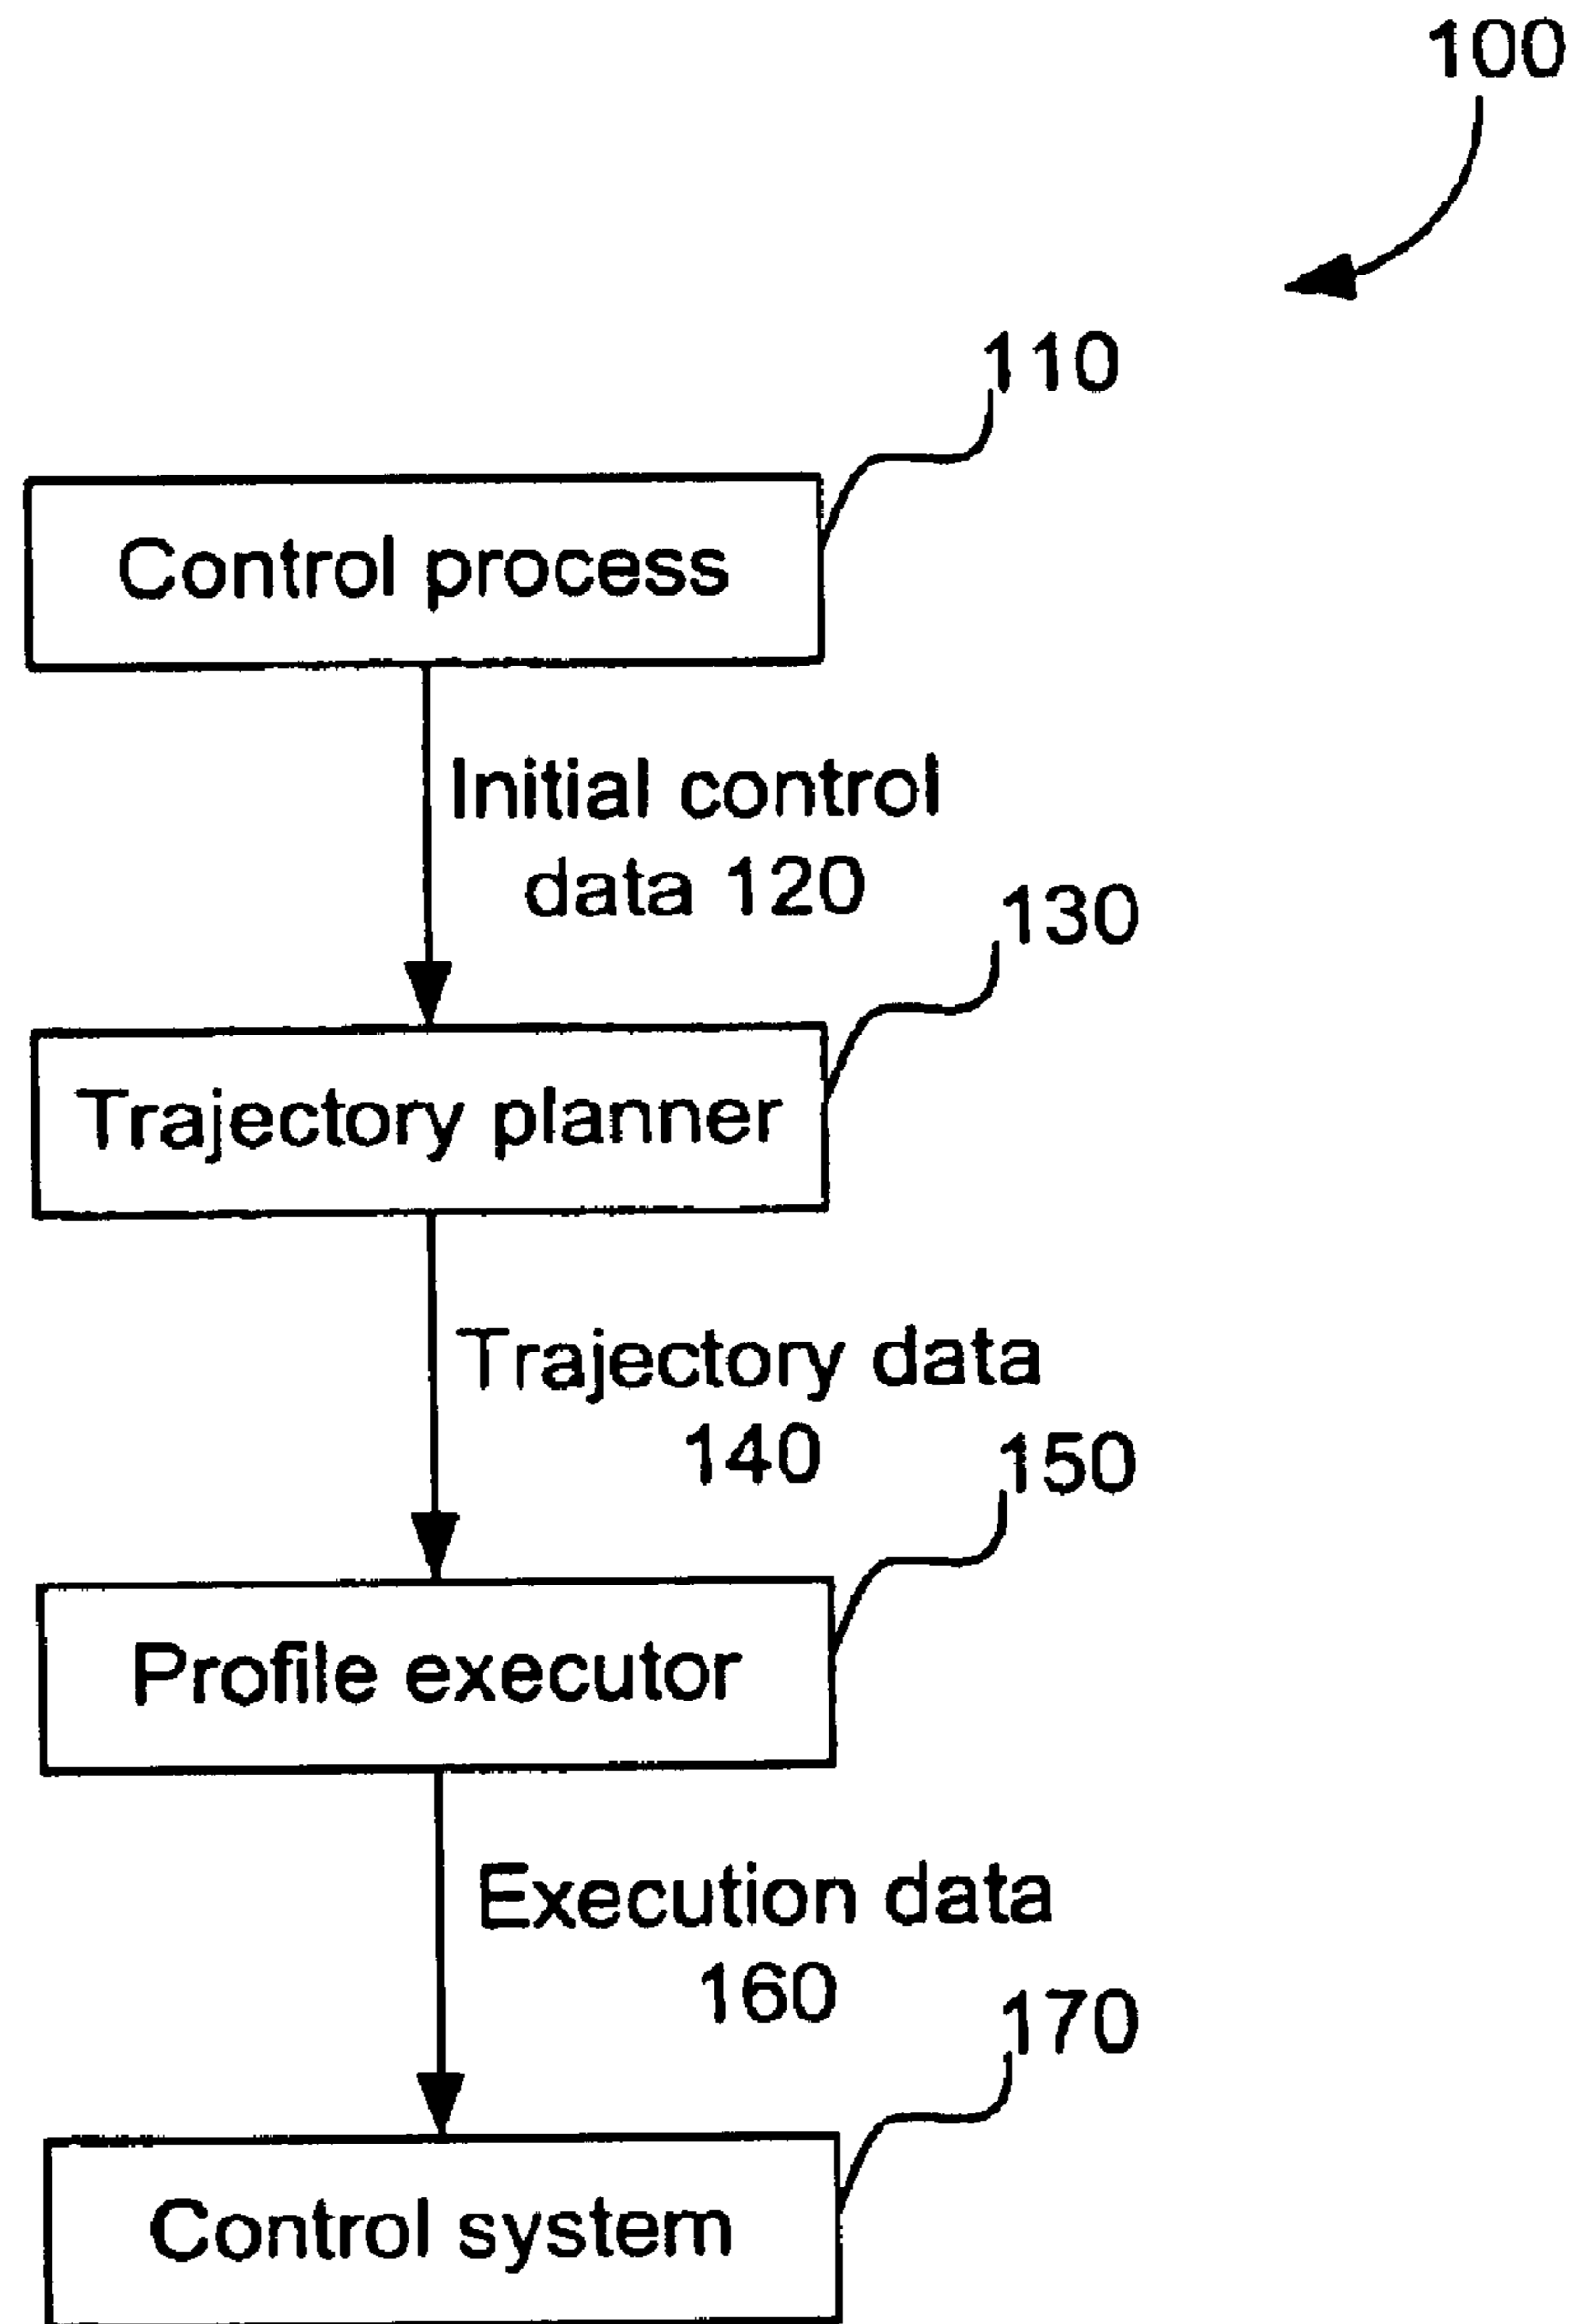 100
110
Control process
Initial control
data 120
130
Trajectory planner
Trajectory data
140
150
Profile executor
Execution data
160
170
Control system